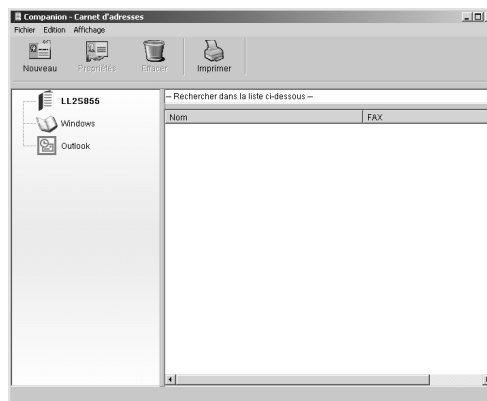 Companion - Carnet d'adresses
Fichier Edition Affichage
Nouveau Propriétés Effacer Imprimer
LL25866
Windows
Outlook
-- Rechercher dans la liste ci-dessous --
Nom FAX